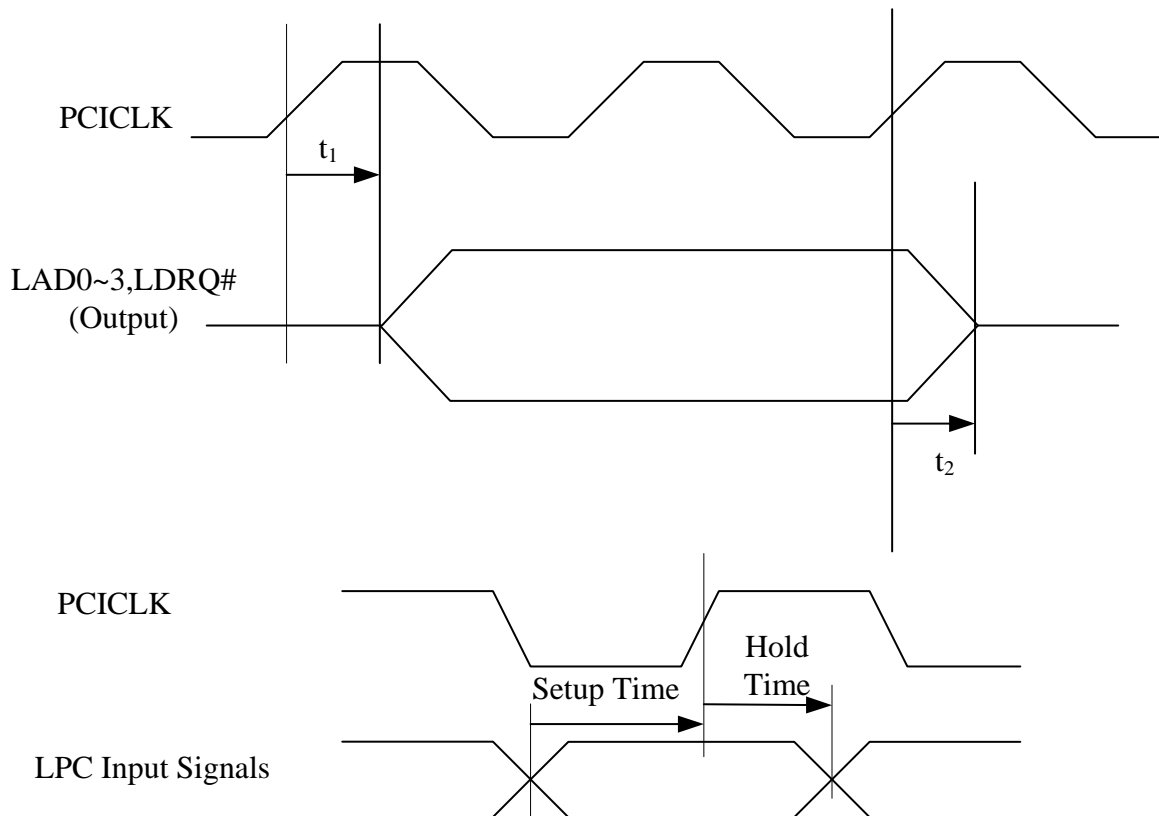 PCICLK
t₁
LAD0~3,LDRQ#
(Output)
t₂
PCICLK
Hold
Time
Setup Time
LPC Input Signals